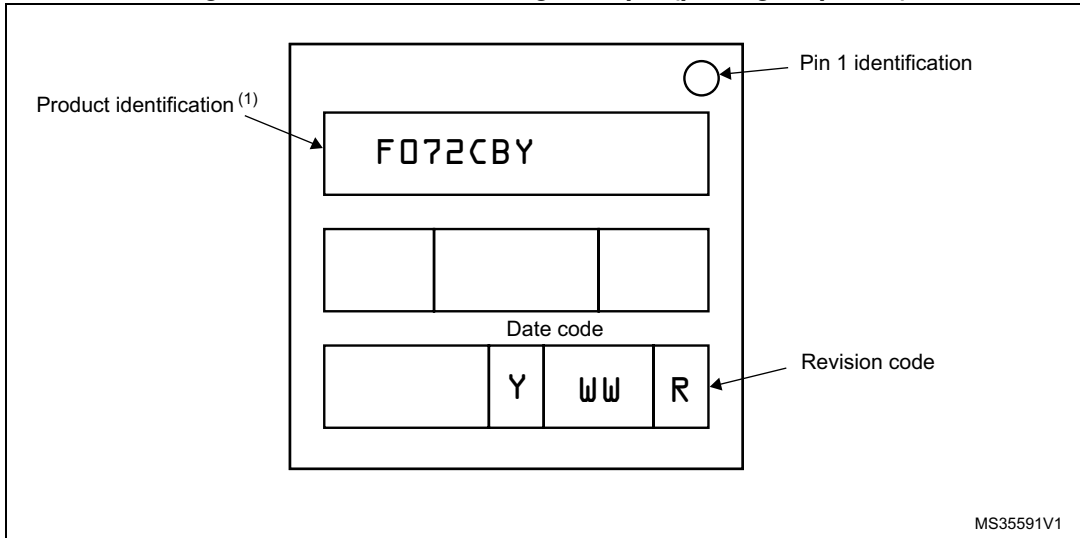 Pin 1 identification
Product identification (1)
F072CBY
Date code
Y WW R
Revision code
MS35591V1